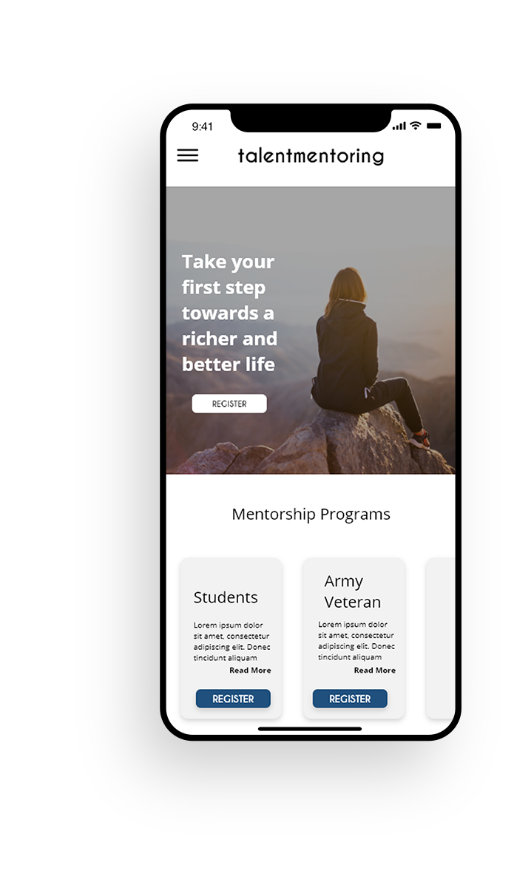 9:41
talentmentoring
Take your
first step
towards a
richer and
better life
REGISTER
Mentorship Programs
Students
Lorem ipsum dolor
sit amet, consectetur
adipiscing elit. Donec
tincidunt aliquam
Read More
REGISTER
Army
Veteran
Lorem ipsum dolor
sit amet, consectetur
adipiscing elit. Donec
tincidunt aliquam
Read More
REGISTER